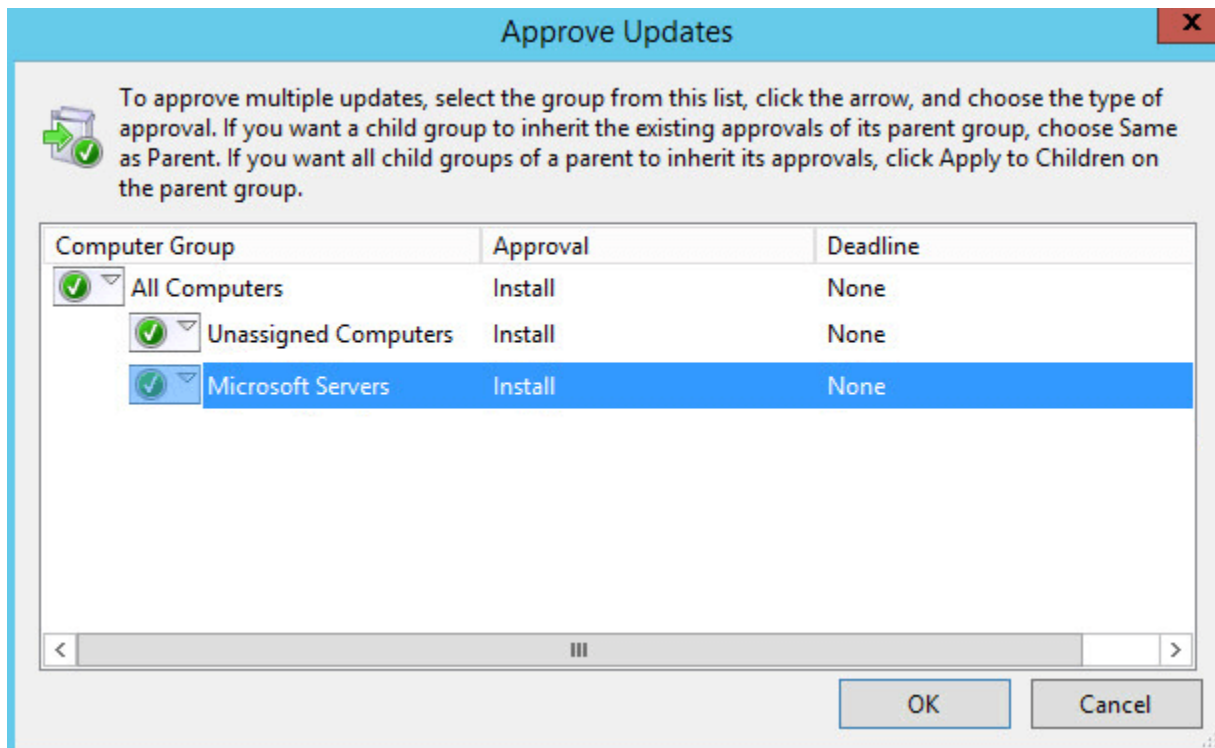 Approve Updates
x
To approve multiple updates, select the group from this list, click the arrow, and choose the type of
approval. If you want a child group to inherit the existing approvals of its parent group, choose Same
as Parent. If you want all child groups of a parent to inherit its approvals, click Apply to Children on
the parent group.
Computer Group Approval Deadline
All Computers Install None
Unassigned Computers Install None
Microsoft Servers Install None
OK Cancel